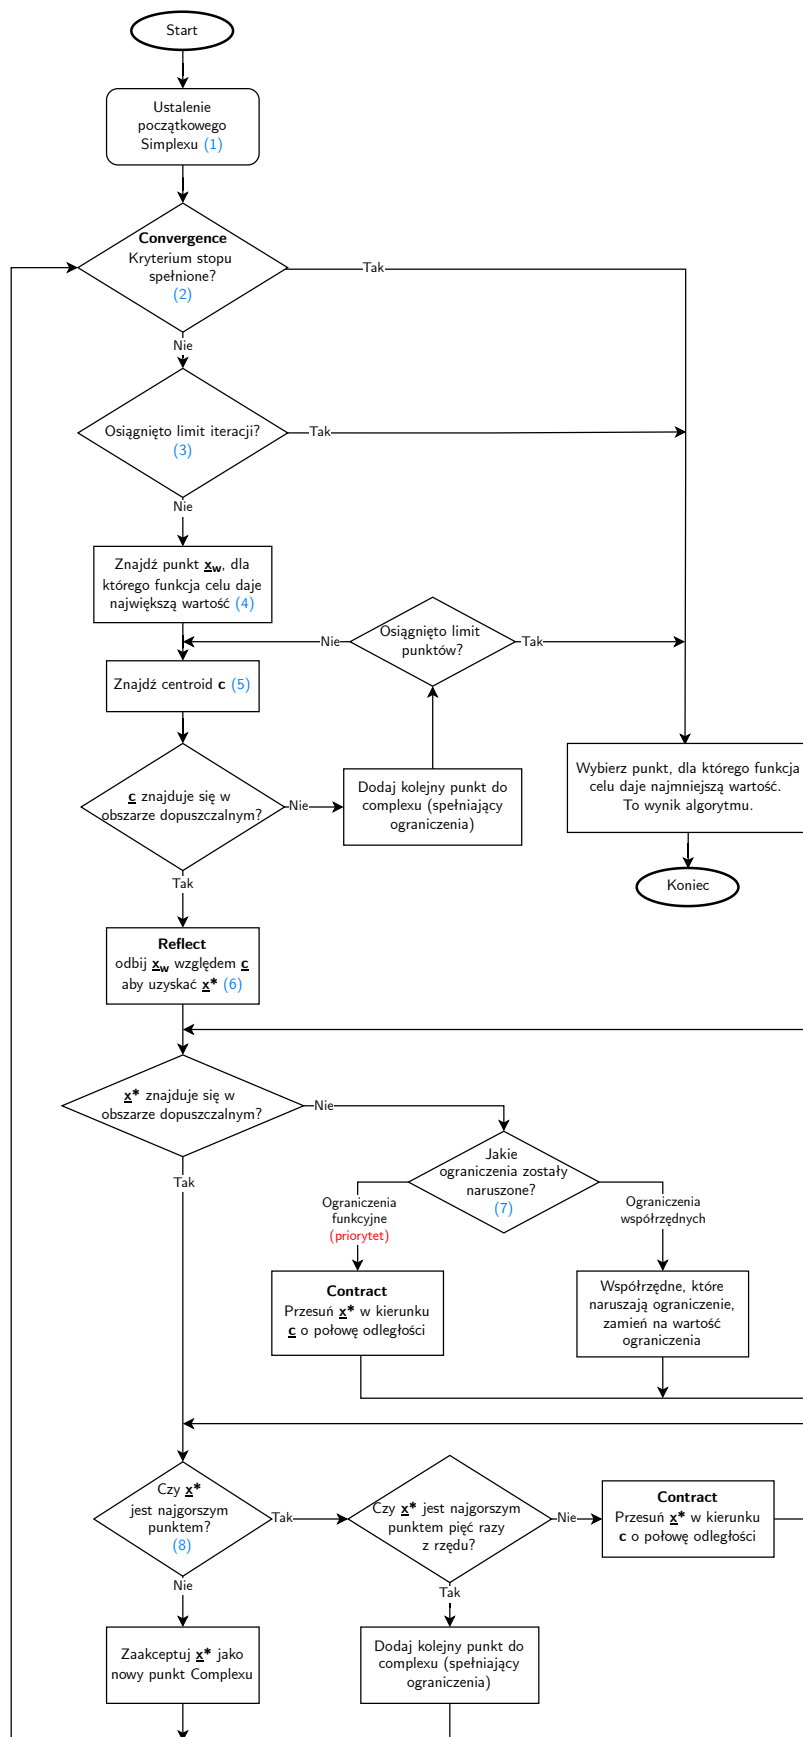 Start
Ustalenie
początkowego
Simplexu (1)
Convergence
Kryterium stopu
spełnione?
(2)
Tak
Nie
Osiągnięto limit iteracji?
(3)
Tak
Nie
Znajdź punkt x_w, dla
którego funkcja celu daje
największą wartość (4)
Osiągnięto limit
punktów?
Nie
Tak
Znajdź centroid c (5)
c znajduje się w
obszarze dopuszczalnym?
Nie
Dodaj kolejny punkt do
complexu (spełniający
ograniczenia)
Wybierz punkt, dla którego funkcja
celu daje najmniejszą wartość.
To wynik algorytmu.
Koniec
Tak
Reflect
odbij x_w względem c
aby uzyskać x* (6)
x* znajduje się w
obszarze dopuszczalnym?
Nie
Tak
Jakie
ograniczenia zostały
naruszone?
(7)
Ograniczenia
funkcyjne
(priorytet)
Ograniczenia
współrzędnych
Contract
Przesuń x* w kierunku
c o połowę odległości
Współrzędne, które
naruszają ograniczenie,
zamień na wartość
ograniczenia
Czy x*
jest najgorszym
punktem?
(8)
Tak
Czy x* jest najgorszym
punktem pięć razy
z rzędu?
Nie
Contract
Przesuń x* w kierunku
c o połowę odległości
Nie
Tak
Zaakceptuj x* jako
nowy punkt Complexu
Dodaj kolejny punkt do
complexu (spełniający
ograniczenia)